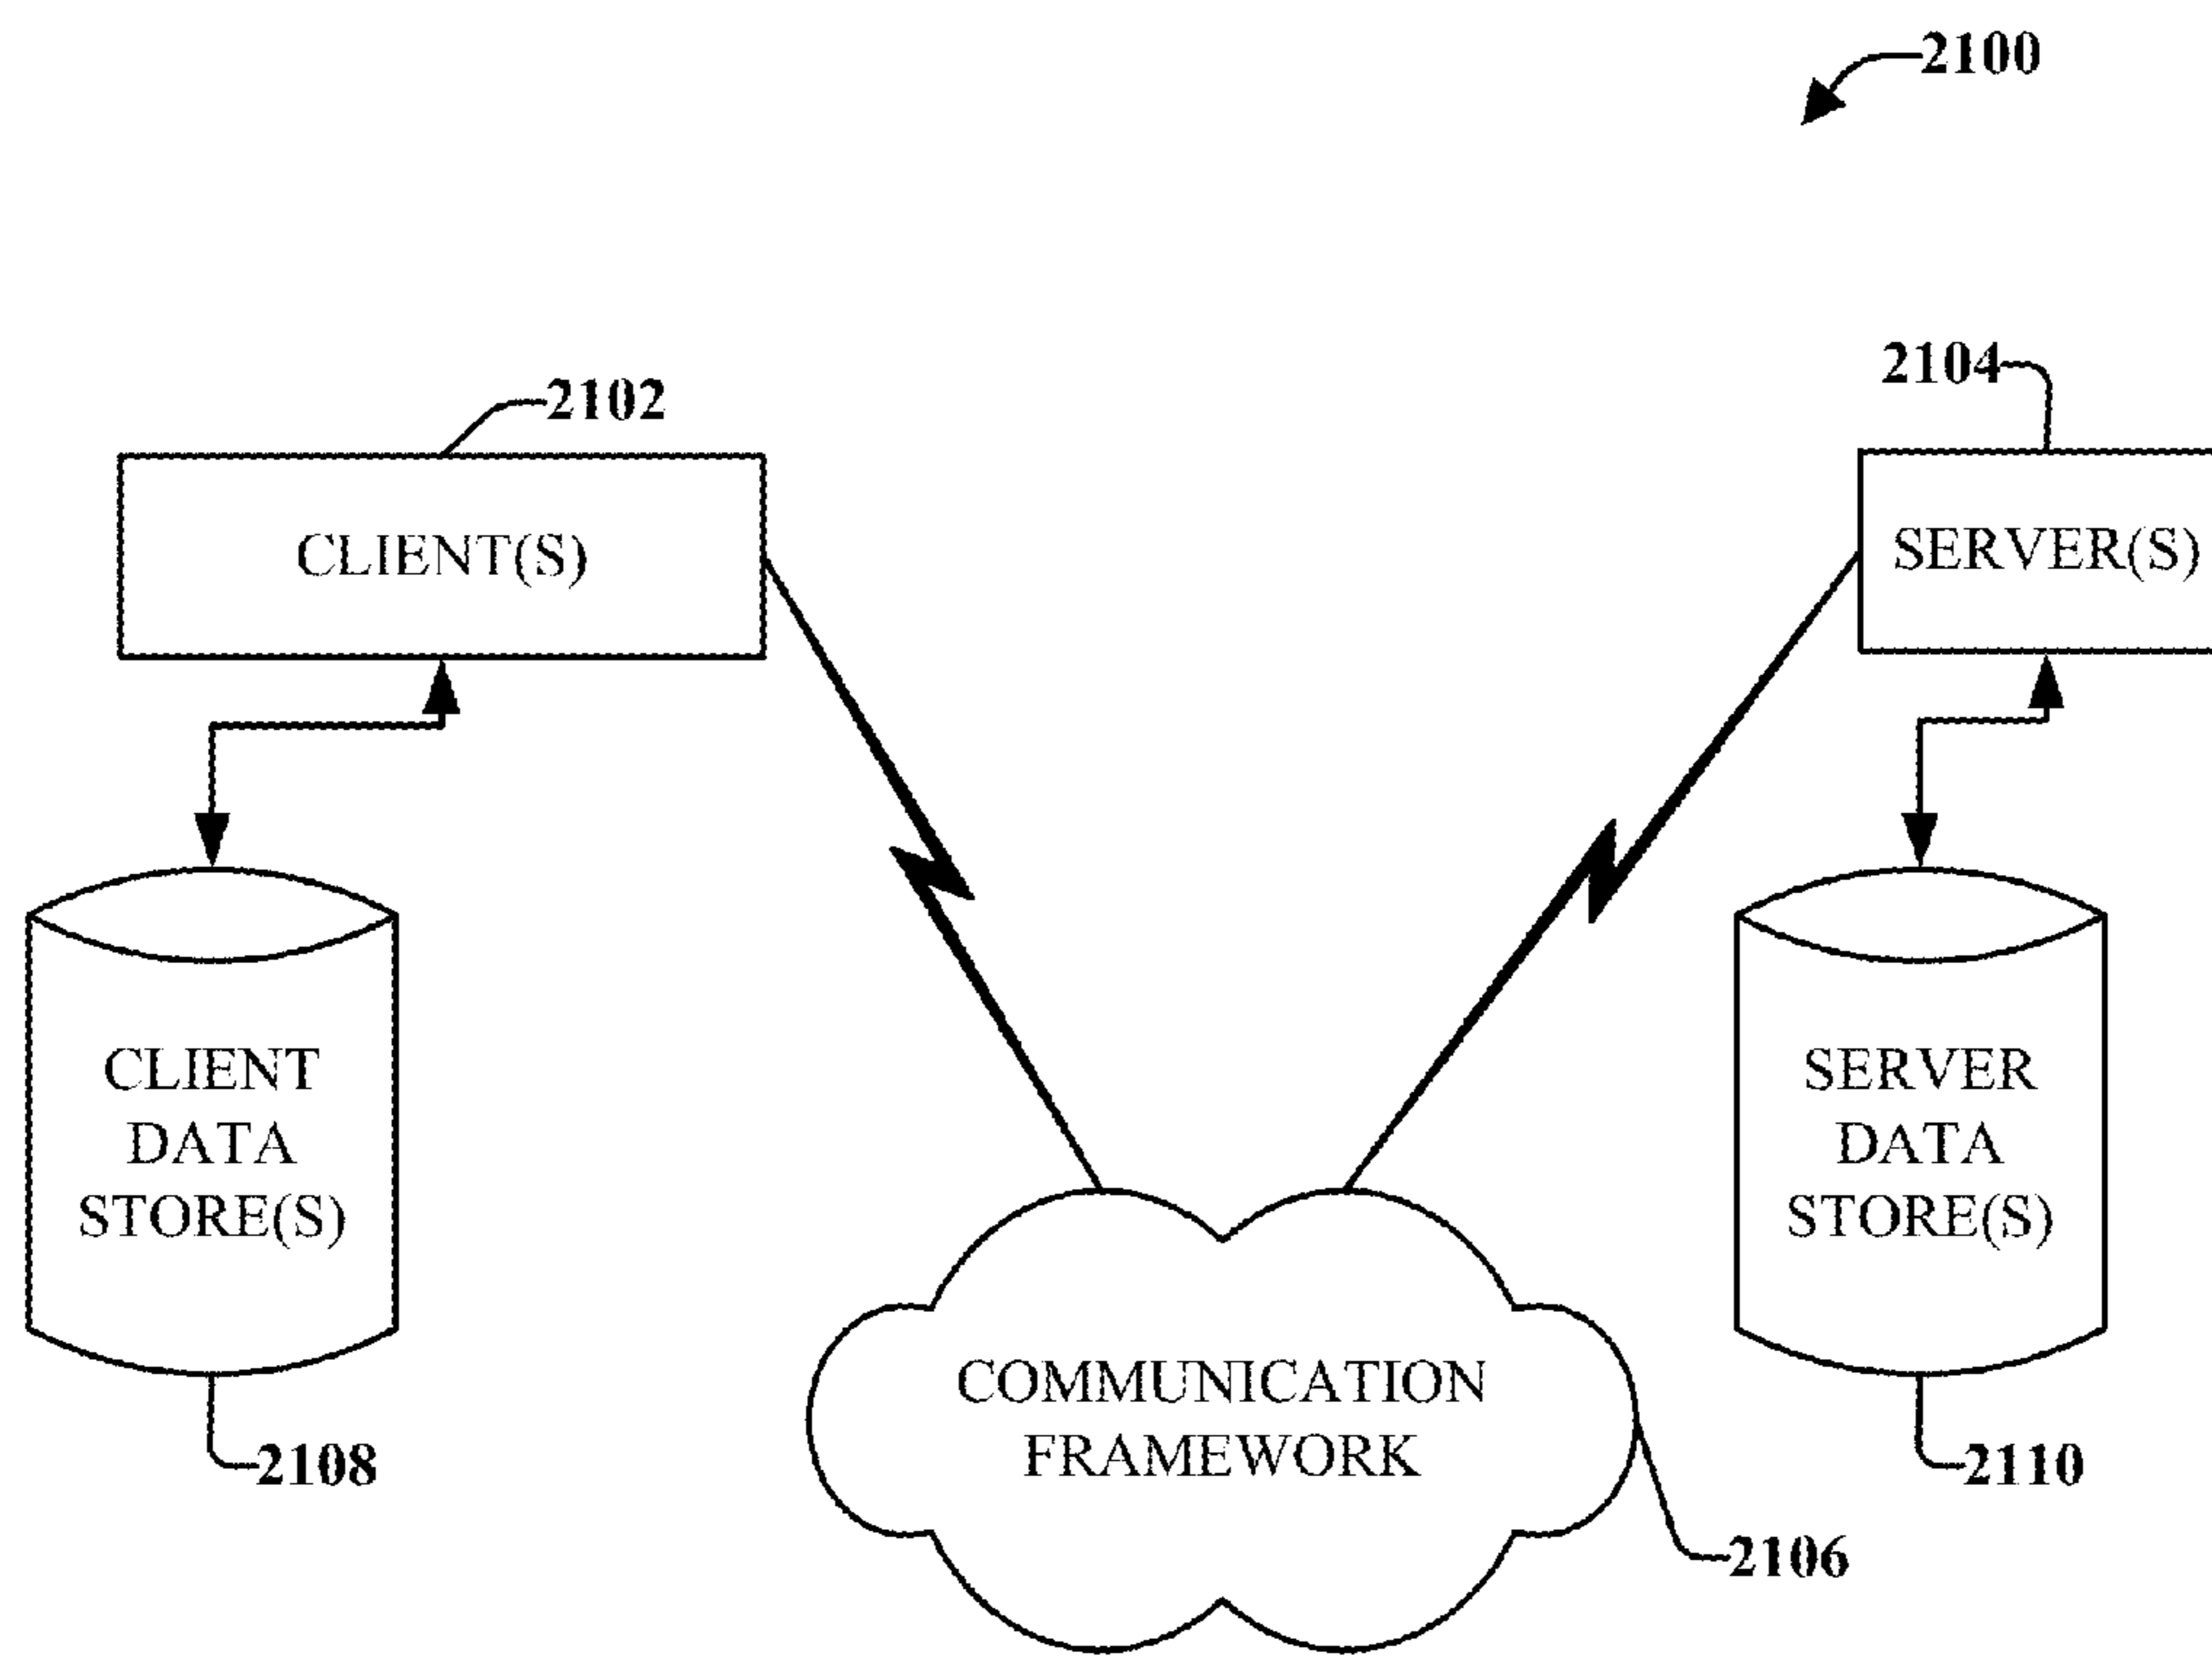 2100
2102
2104
CLIENT(S)
SERVER(S)
CLIENT
DATA
STORE(S)
SERVER
DATA
STORE(S)
COMMUNICATION
FRAMEWORK
2108
2110
2106